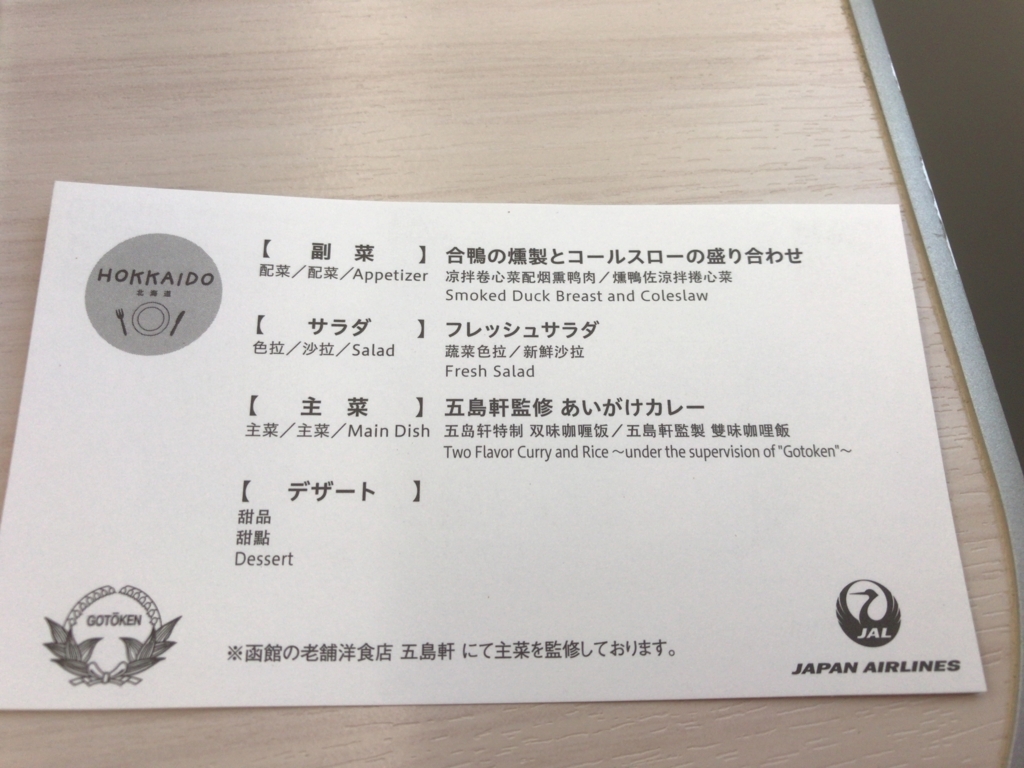 HOKKAIDO
北海道
【 副 菜 】 合鴨の燻製とコールスローの盛り合わせ
配菜／配菜／Appetizer 凉拌卷心菜配烟熏鸭肉／燻鴨佐涼拌捲心菜
Smoked Duck Breast and Coleslaw
【 サラダ 】 フレッシュサラダ
色拉／沙拉／Salad 蔬菜色拉／新鮮沙拉
Fresh Salad
【 主 菜 】 五島軒監修 あいがけカレー
主菜／主菜／Main Dish 五岛轩特制 双味咖喱饭／五島軒監製 雙味咖哩飯
Two Flavor Curry and Rice ～under the supervision of "Gotoken"～
【 デザート 】
甜品
甜點
Dessert
GOTŌKEN
※函館の老舗洋食店 五島軒 にて主菜を監修しております。
JAL
JAPAN AIRLINES